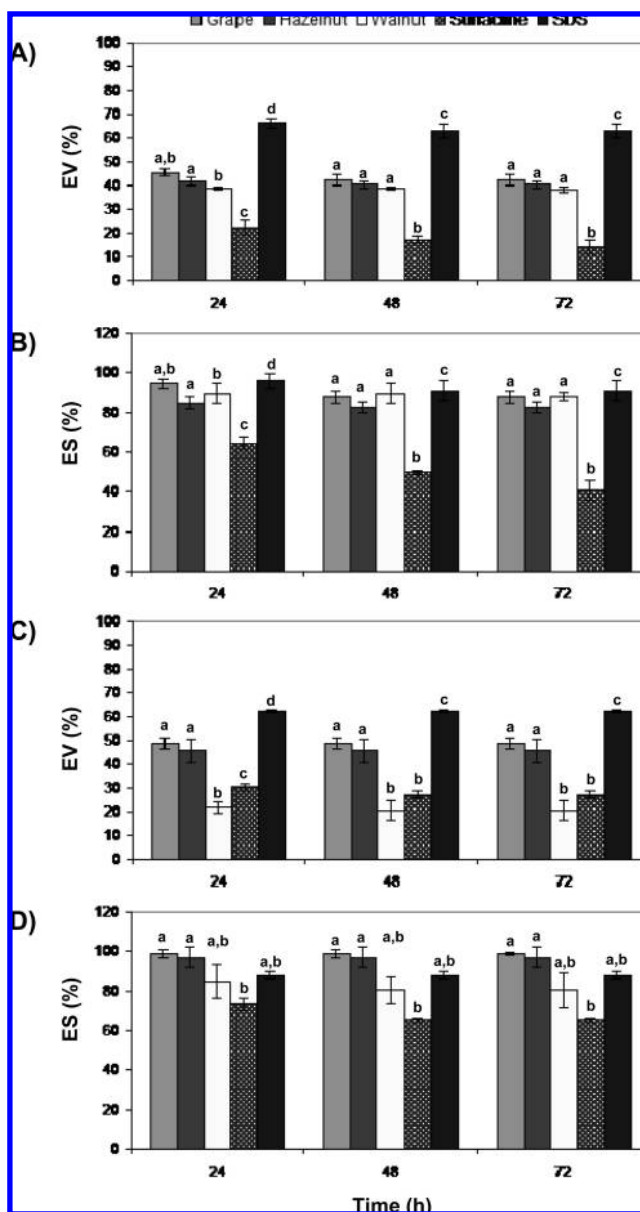 Grape Hazelnut Walnut SDS
A)
EV (%)
100
90
80
70
60
50
40
30
20
10
0
a,b a b c d
a a a b c
a a a b c
24 48 72
B)
ES (%)
120
100
80
60
40
20
0
a,b a b c d
a a a b c
a a a b c
24 48 72
C)
EV (%)
100
90
80
70
60
50
40
30
20
10
0
a a b c d
a a b b c
a a b b c
24 48 72
D)
ES (%)
120
100
80
60
40
20
0
a a a,b b a,b
a a a,b b a,b
a a a,b b a,b
24 48 72
Time (h)